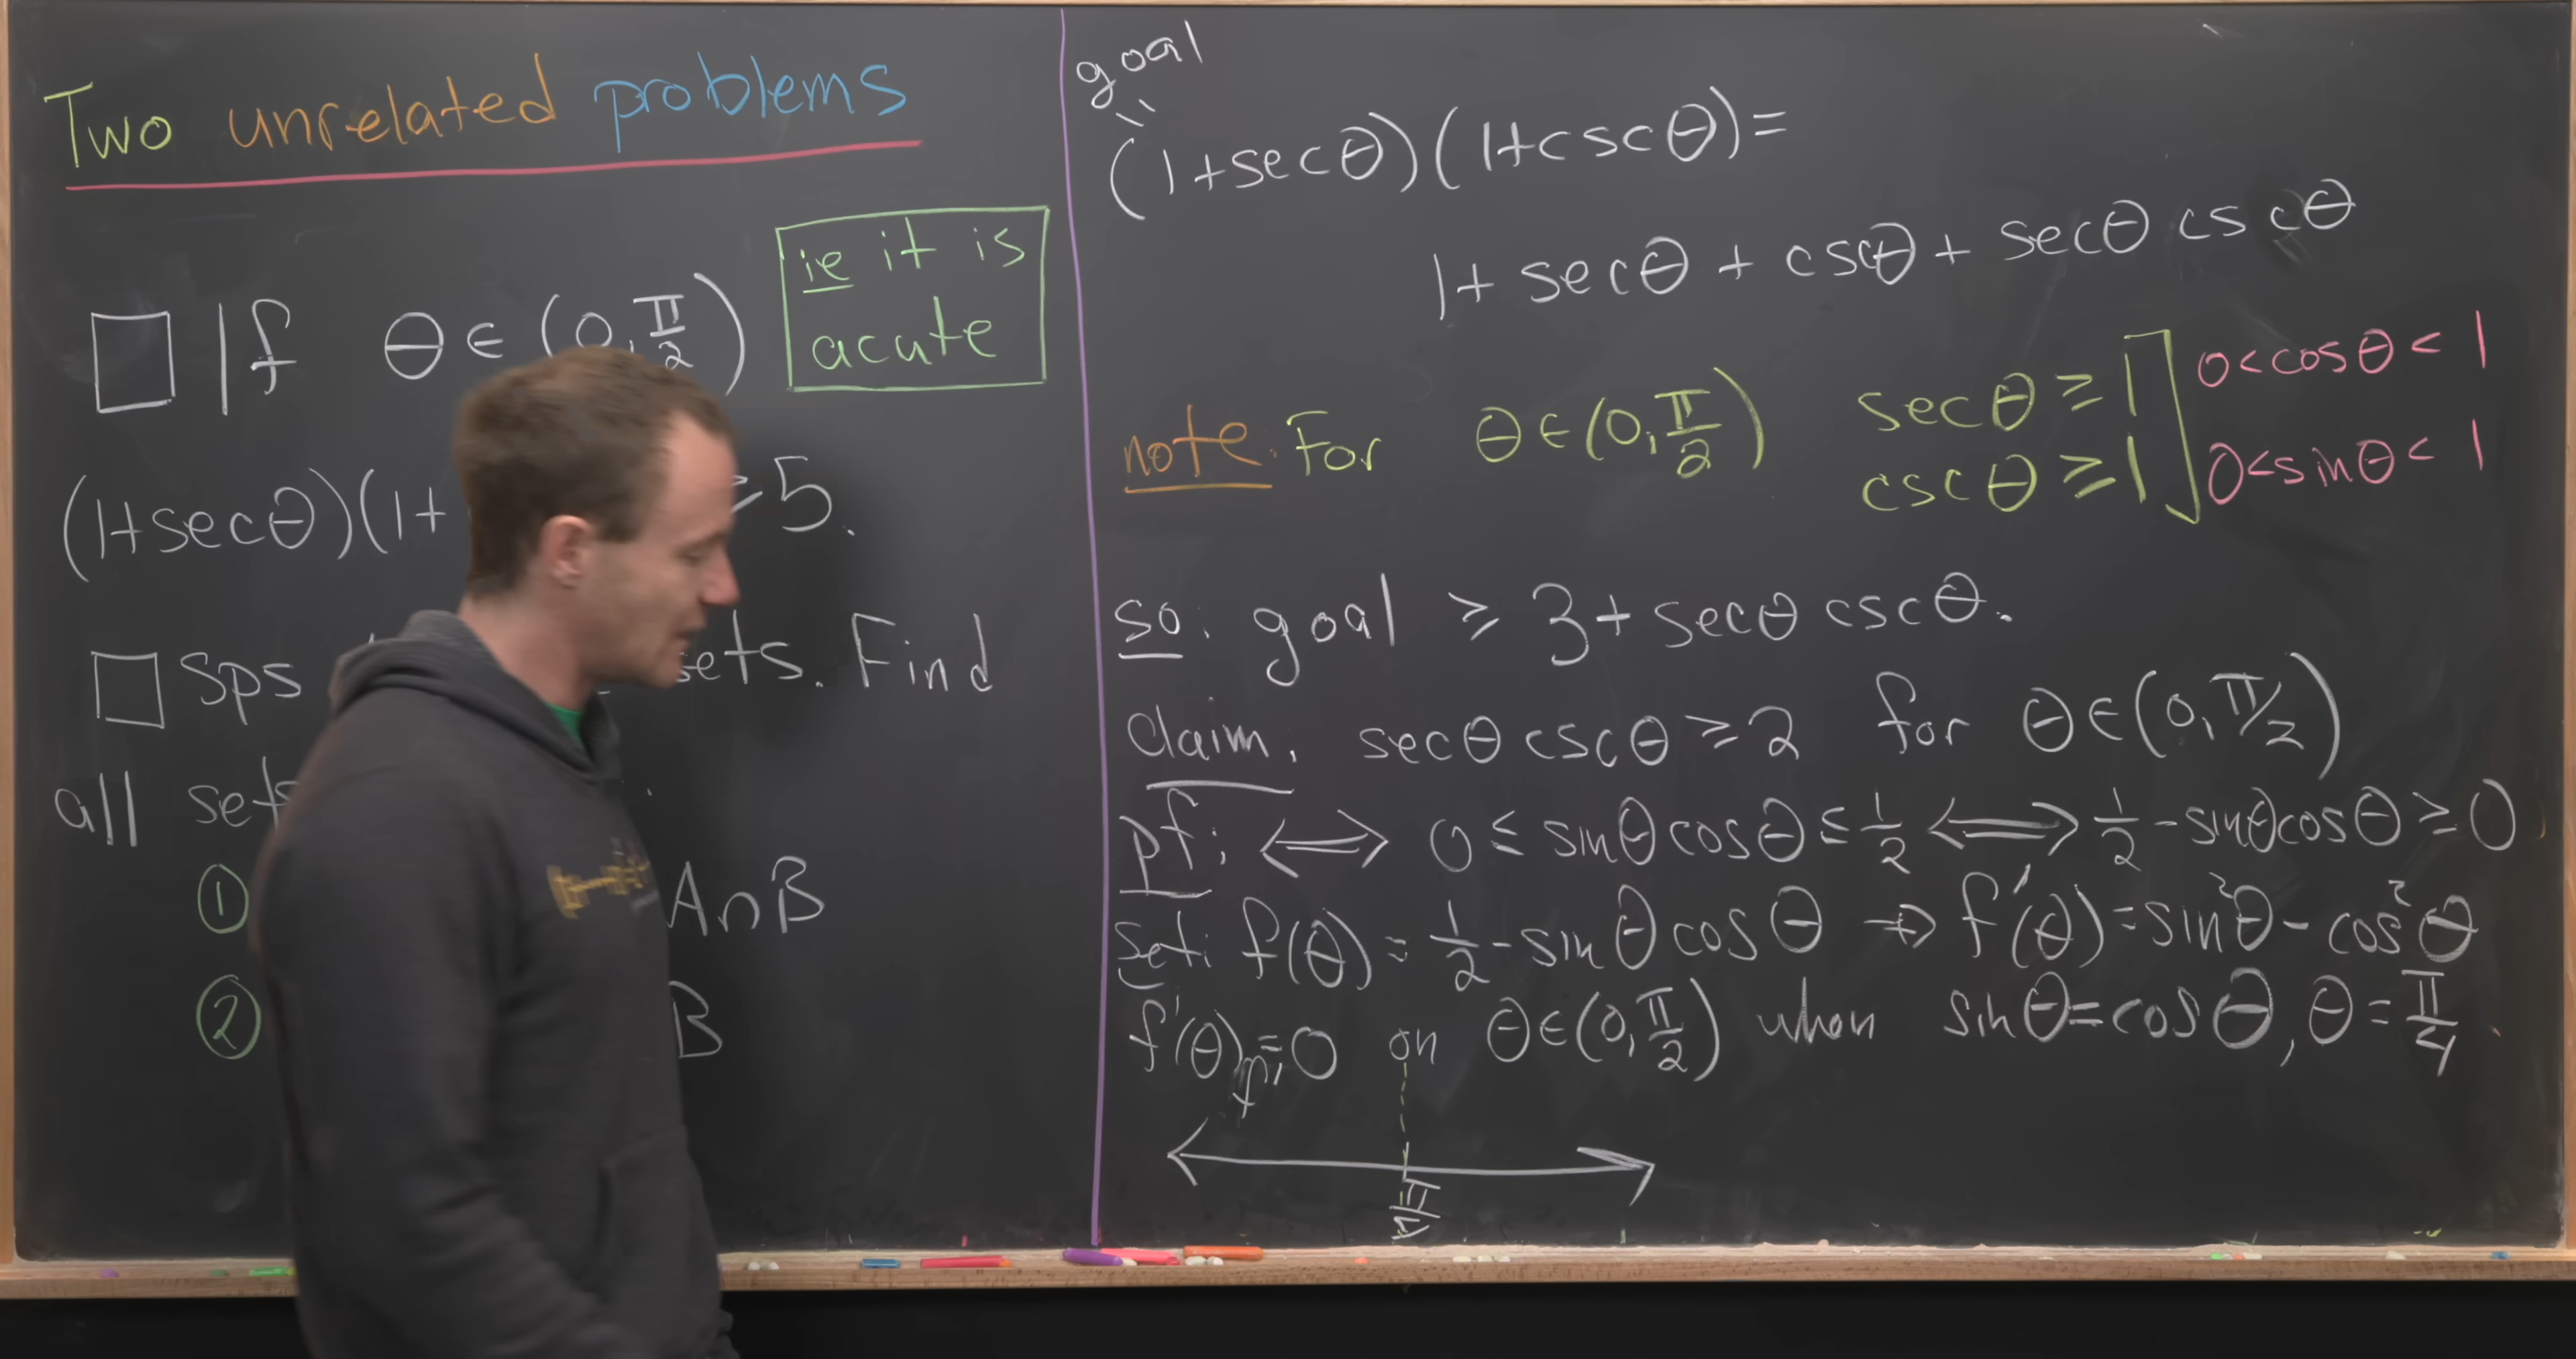 Two unrelated problems
□ If θ ∈ (0, π/2)
ie it is
acute
(1+secθ)(1+ >5.
□ Sps sets. Find
all sets
① A∩B
② B
goal
(1+secθ)(1+cscθ)=
1+ secθ + cscθ + secθ cscθ
note: For θ∈(0,π/2) secθ ≥ 1 0<cosθ<1
cscθ ≥ 1 0<sinθ<1
so: goal ≥ 3+ secθ cscθ.
Claim: secθ cscθ ≥ 2 for θ∈(0,π/2)
pf: ⟺ 0 ≤ sinθ cosθ ≤ 1/2 ⟺ 1/2 - sinθcosθ ≥ 0
Set: f(θ) = 1/2 - sinθ cosθ → f'(θ) = sin²θ - cos²θ
f'(θ) = 0 on θ∈(0,π/2) when sinθ=cosθ, θ = π/4
f'
π/4